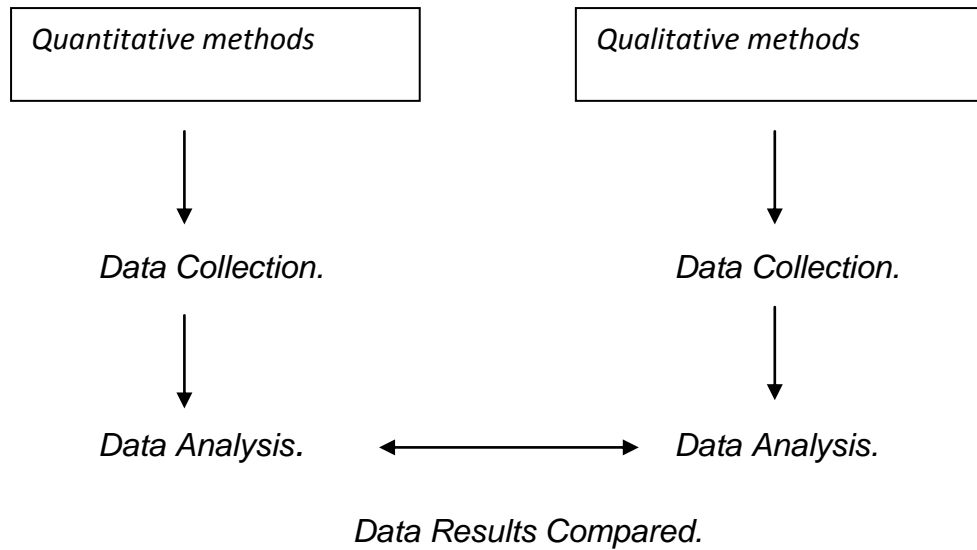 Quantitative methods
Qualitative methods
Data Collection.
Data Collection.
Data Analysis.
Data Analysis.
Data Results Compared.